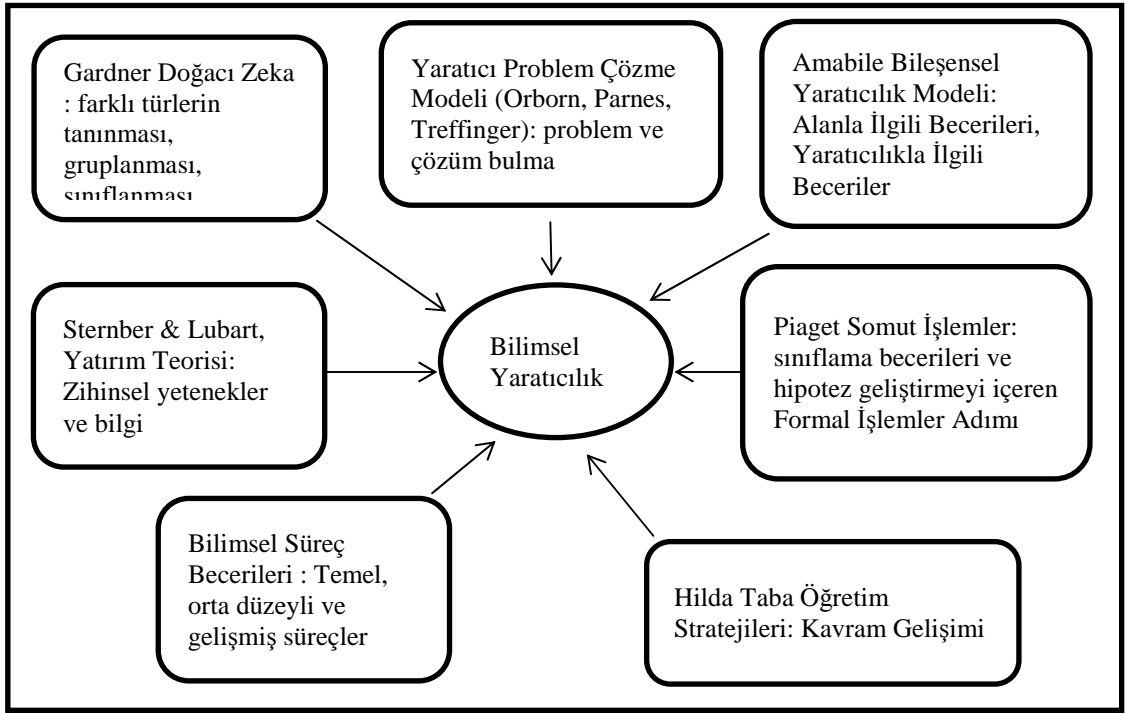 Gardner Doğacı Zeka
: farklı türlerin
tanınması,
gruplanması,
sınıflanması
Yaratıcı Problem Çözme
Modeli (Orborn, Parnes,
Treffinger): problem ve
çözüm bulma
Amabile Bileşensel
Yaratıcılık Modeli:
Alanla İlgili Becerileri,
Yaratıcılıkla İlgili
Beceriler
Sternber & Lubart,
Yatırım Teorisi:
Zihinsel yetenekler
ve bilgi
Bilimsel
Yaratıcılık
Piaget Somut İşlemler:
sınıflama becerileri ve
hipotez geliştirmeyi içeren
Formal İşlemler Adımı
Bilimsel Süreç
Becerileri : Temel,
orta düzeyli ve
gelişmiş süreçler
Hilda Taba Öğretim
Stratejileri: Kavram Gelişimi